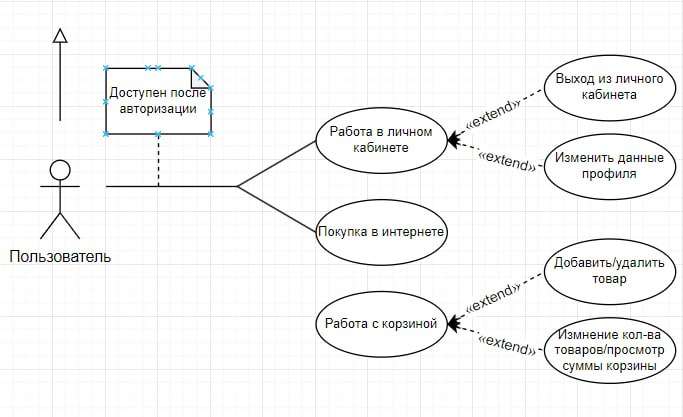 Доступен после
авторизации
Пользователь
Работа в личном
кабинете
Покупка в интернете
Работа с корзиной
«extend»
«extend»
«extend»
«extend»
Выход из личного
кабинета
Изменить данные
профиля
Добавить/удалить
товар
Измнение кол-ва
товаров/просмотр
суммы корзины